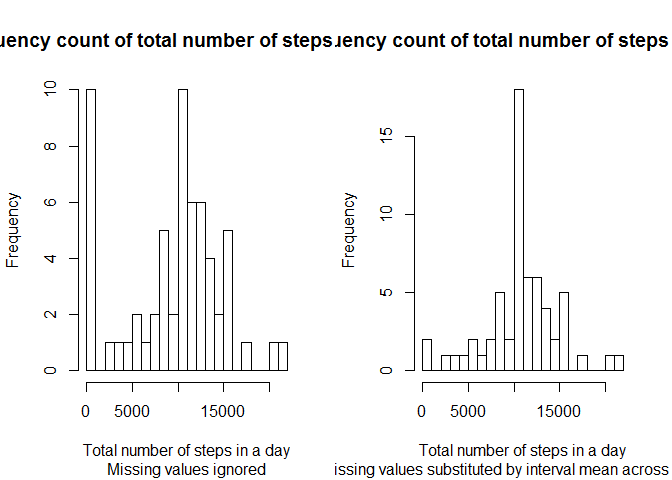 uency count of total number of steps
uency count of total number of steps
Frequency
0
2
4
6
8
10
0
5000
15000
Total number of steps in a day
Missing values ignored
Frequency
0
5
10
15
0
5000
15000
Total number of steps in a day
issing values substituted by interval mean across